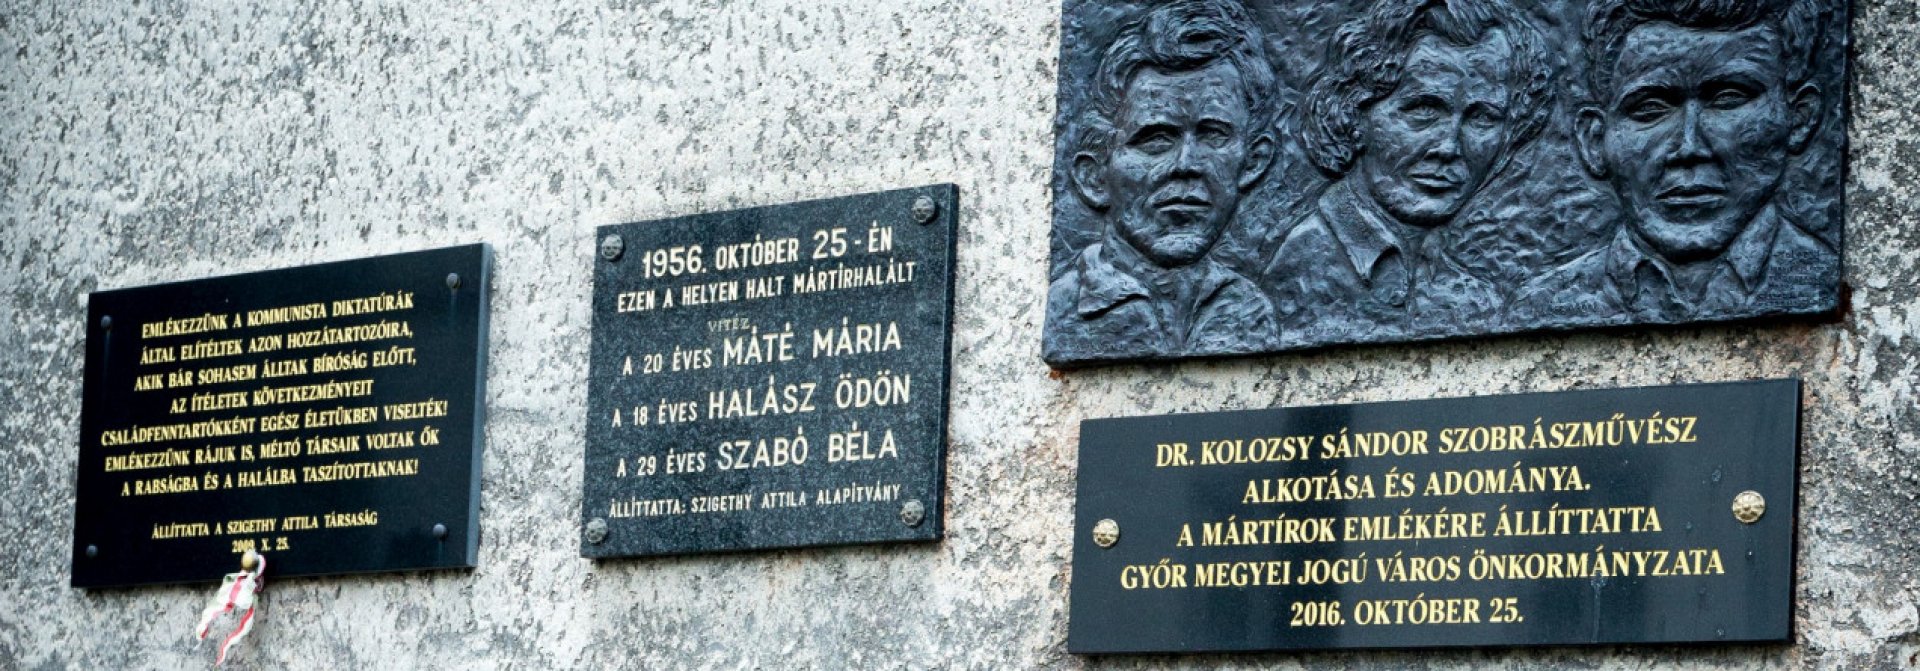 EMLÉKEZZÜNK A KOMMUNISTA DIKTATÚRÁK
ÁLTAL ELÍTÉLTEK AZON HOZZÁTARTOZÓIRA,
AKIK BÁR SOHASEM ÁLLTAK BÍRÓSÁG ELŐTT,
AZ ÍTÉLETEK KÖVETKEZMÉNYEIT
CSALÁDFENNTARTÓKKÉNT EGÉSZ ÉLETÜKBEN VISELTÉK!
EMLÉKEZZÜNK RÁJUK IS, MÉLTÓ TÁRSAIK VOLTAK ŐK
A RABSÁGBA ÉS A HALÁLBA TASZÍTOTTAKNAK!
ÁLLÍTTATTA A SZIGETHY ATTILA TÁRSASÁG
2009. X. 25.
1956. OKTÓBER 25-ÉN
EZEN A HELYEN HALT MÁRTÍRHALÁLT
VITÉZ
A 20 ÉVES MÁTÉ MÁRIA
A 18 ÉVES HALÁSZ ÖDÖN
A 29 ÉVES SZABÓ BÉLA
ÁLLÍTTATTA: SZIGETHY ATTILA ALAPÍTVÁNY
DR. KOLOZSY SÁNDOR SZOBRÁSZMŰVÉSZ
ALKOTÁSA ÉS ADOMÁNYA.
A MÁRTÍROK EMLÉKÉRE ÁLLÍTTATTA
GYŐR MEGYEI JOGÚ VÁROS ÖNKORMÁNYZATA
2016. OKTÓBER 25.